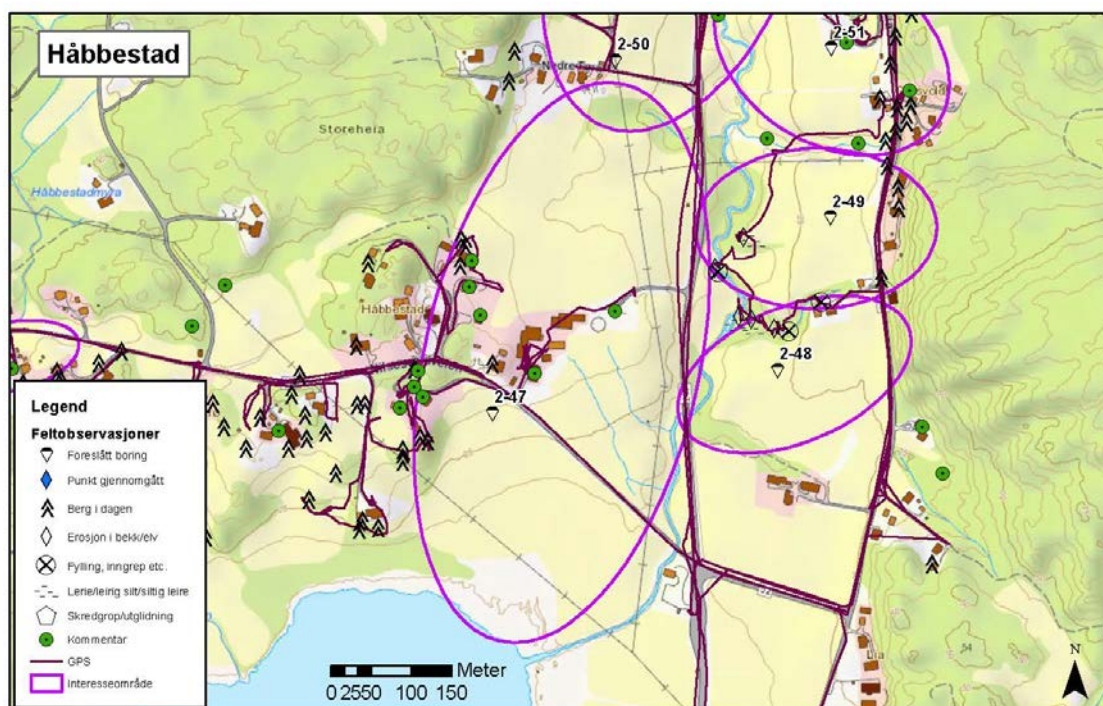 Håbbestad
2-50
2-51
Storeheia
Håbbestadmyra
2-49
Håbbestad
2-48
2-47
Legend
Feltobservasjoner
Foreslått boring
Punkt gjennomgått
Berg i dagen
Erosjon i bekk/elv
Fylling, inngrep etc.
Lerie/leirig silt/siltig leire
Skredgrop/utglidning
Kommentar
GPS
Interesseområde
Meter
0 25 50 100 150
Lia
54
N